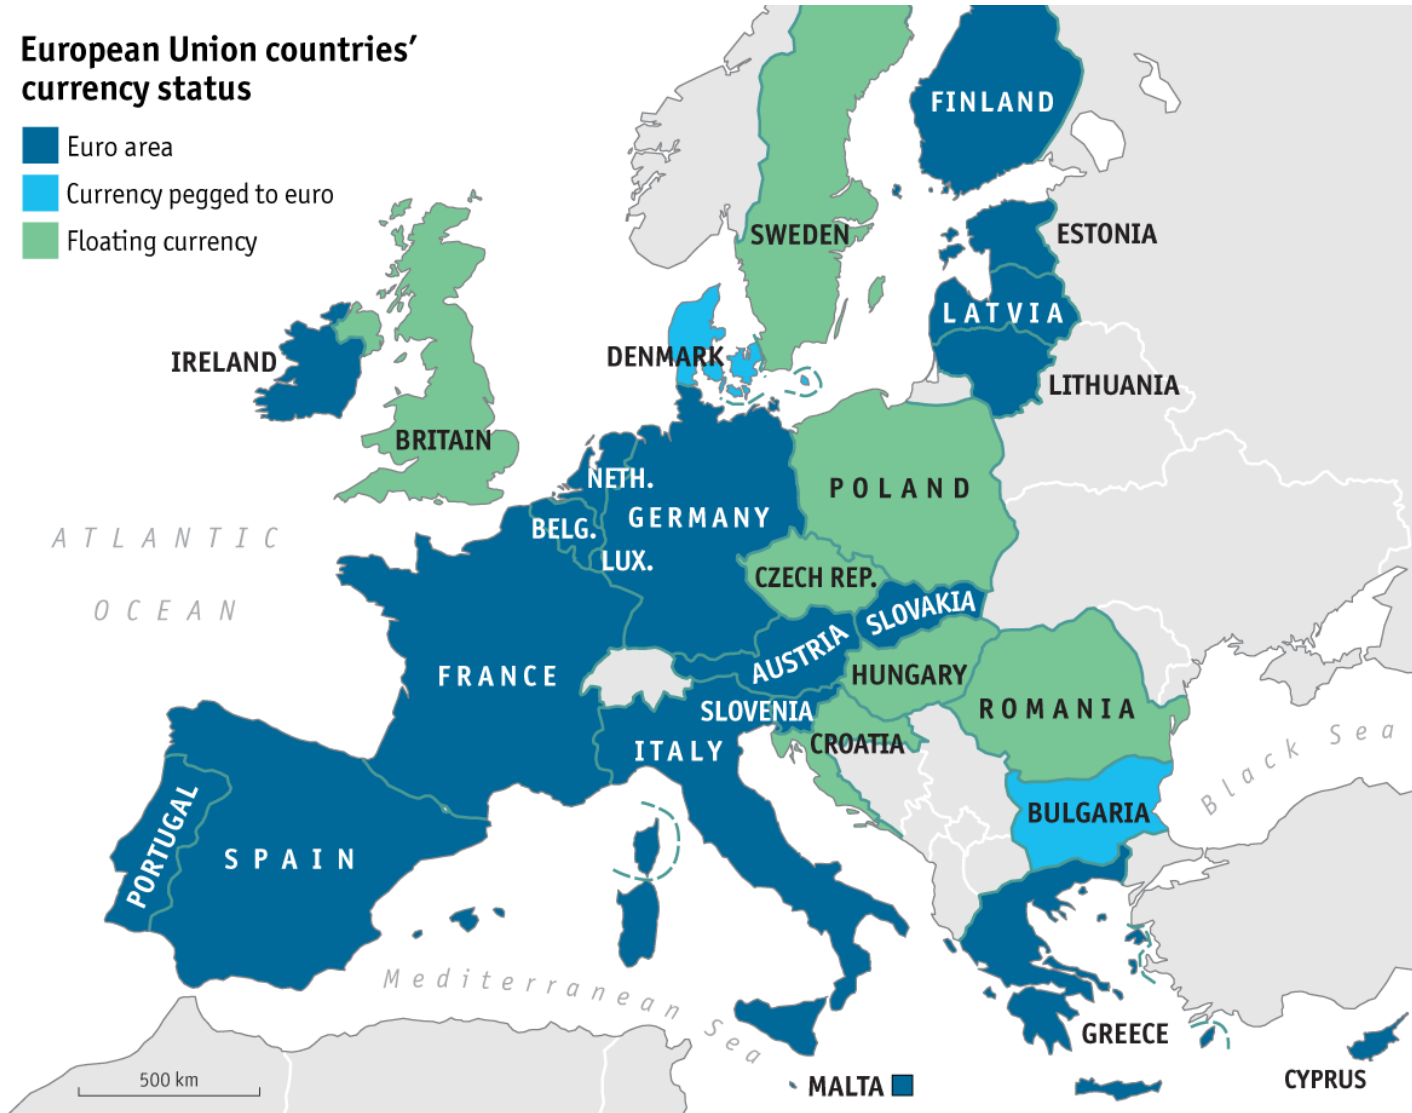 European Union countries’
currency status
Euro area
Currency pegged to euro
Floating currency
FINLAND
SWEDEN
ESTONIA
LATVIA
DENMARK
IRELAND
LITHUANIA
BRITAIN
NETH.
POLAND
GERMANY
BELG.
ATLANTIC
OCEAN
LUX.
CZECH REP.
SLOVAKIA
AUSTRIA
FRANCE
HUNGARY
SLOVENIA
ROMANIA
CROATIA
ITALY
Black Sea
BULGARIA
PORTUGAL
SPAIN
Mediterranean Sea
GREECE
500 km
MALTA
CYPRUS